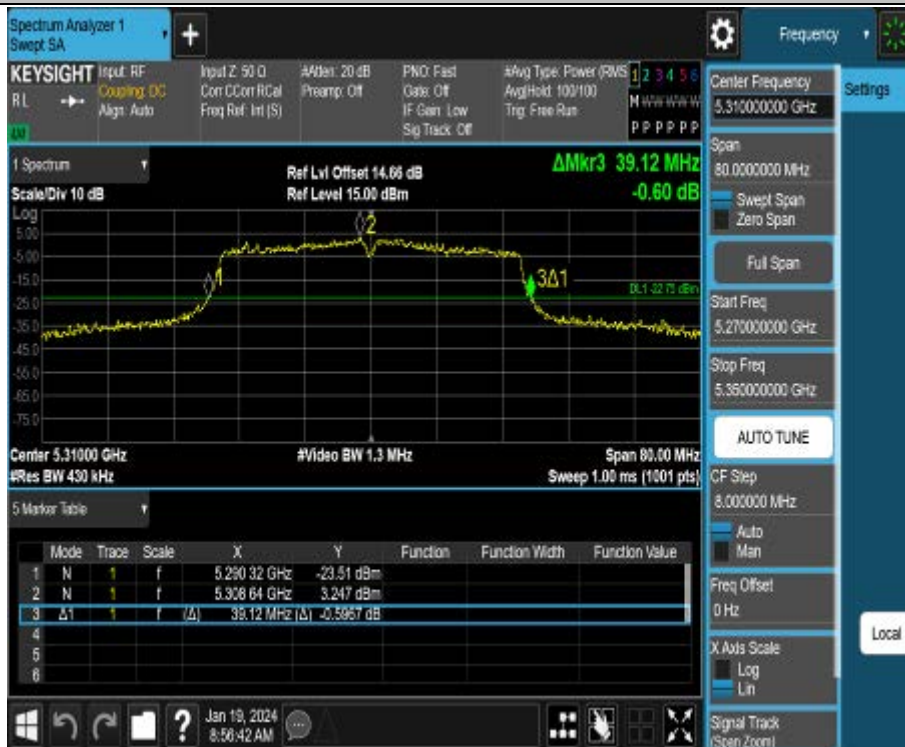 Spectrum Analyzer 1
Swept SA
+
Frequency
KEYSIGHT
RL
Input: RF
Coupling: DC
Align: Auto
Input Z: 50 Ω
Corr CCorr RCal
Freq Ref: Int (S)
#Atten: 20 dB
Preamp: Off
PNO: Fast
Gate: Off
IF Gain: Low
Sig Track: Off
#Avg Type: Power (RMS
Avg|Hold: 100/100
Trig: Free Run
1 2 3 4 5 6
M W W W W W
P P P P P P
1 Spectrum
Scale/Div 10 dB
Ref Lvl Offset 14.66 dB
Ref Level 15.00 dBm
ΔMkr3 39.12 MHz
-0.60 dB
Log
5.00
-5.00
-15.0
-25.0
-35.0
-45.0
-55.0
-65.0
-75.0
1
2
3Δ1
DL1 -22.75 dBm
Center 5.31000 GHz
#Res BW 430 kHz
#Video BW 1.3 MHz
Span 80.00 MHz
Sweep 1.00 ms (1001 pts)
5 Marker Table
Mode Trace Scale X Y Function Function Width Function Value
1 N 1 f 5.290 32 GHz -23.51 dBm
2 N 1 f 5.308 64 GHz 3.247 dBm
3 Δ1 1 f (Δ) 39.12 MHz (Δ) -0.5967 dB
4
5
6
Jan 19, 2024
8:56:42 AM
?
Center Frequency
5.310000000 GHz
Settings
Span
80.0000000 MHz
Swept Span
Zero Span
Full Span
Start Freq
5.270000000 GHz
Stop Freq
5.350000000 GHz
AUTO TUNE
CF Step
8.000000 MHz
Auto
Man
Freq Offset
0 Hz
X Axis Scale
Log
Lin
Local
Signal Track
(Span Zoom)